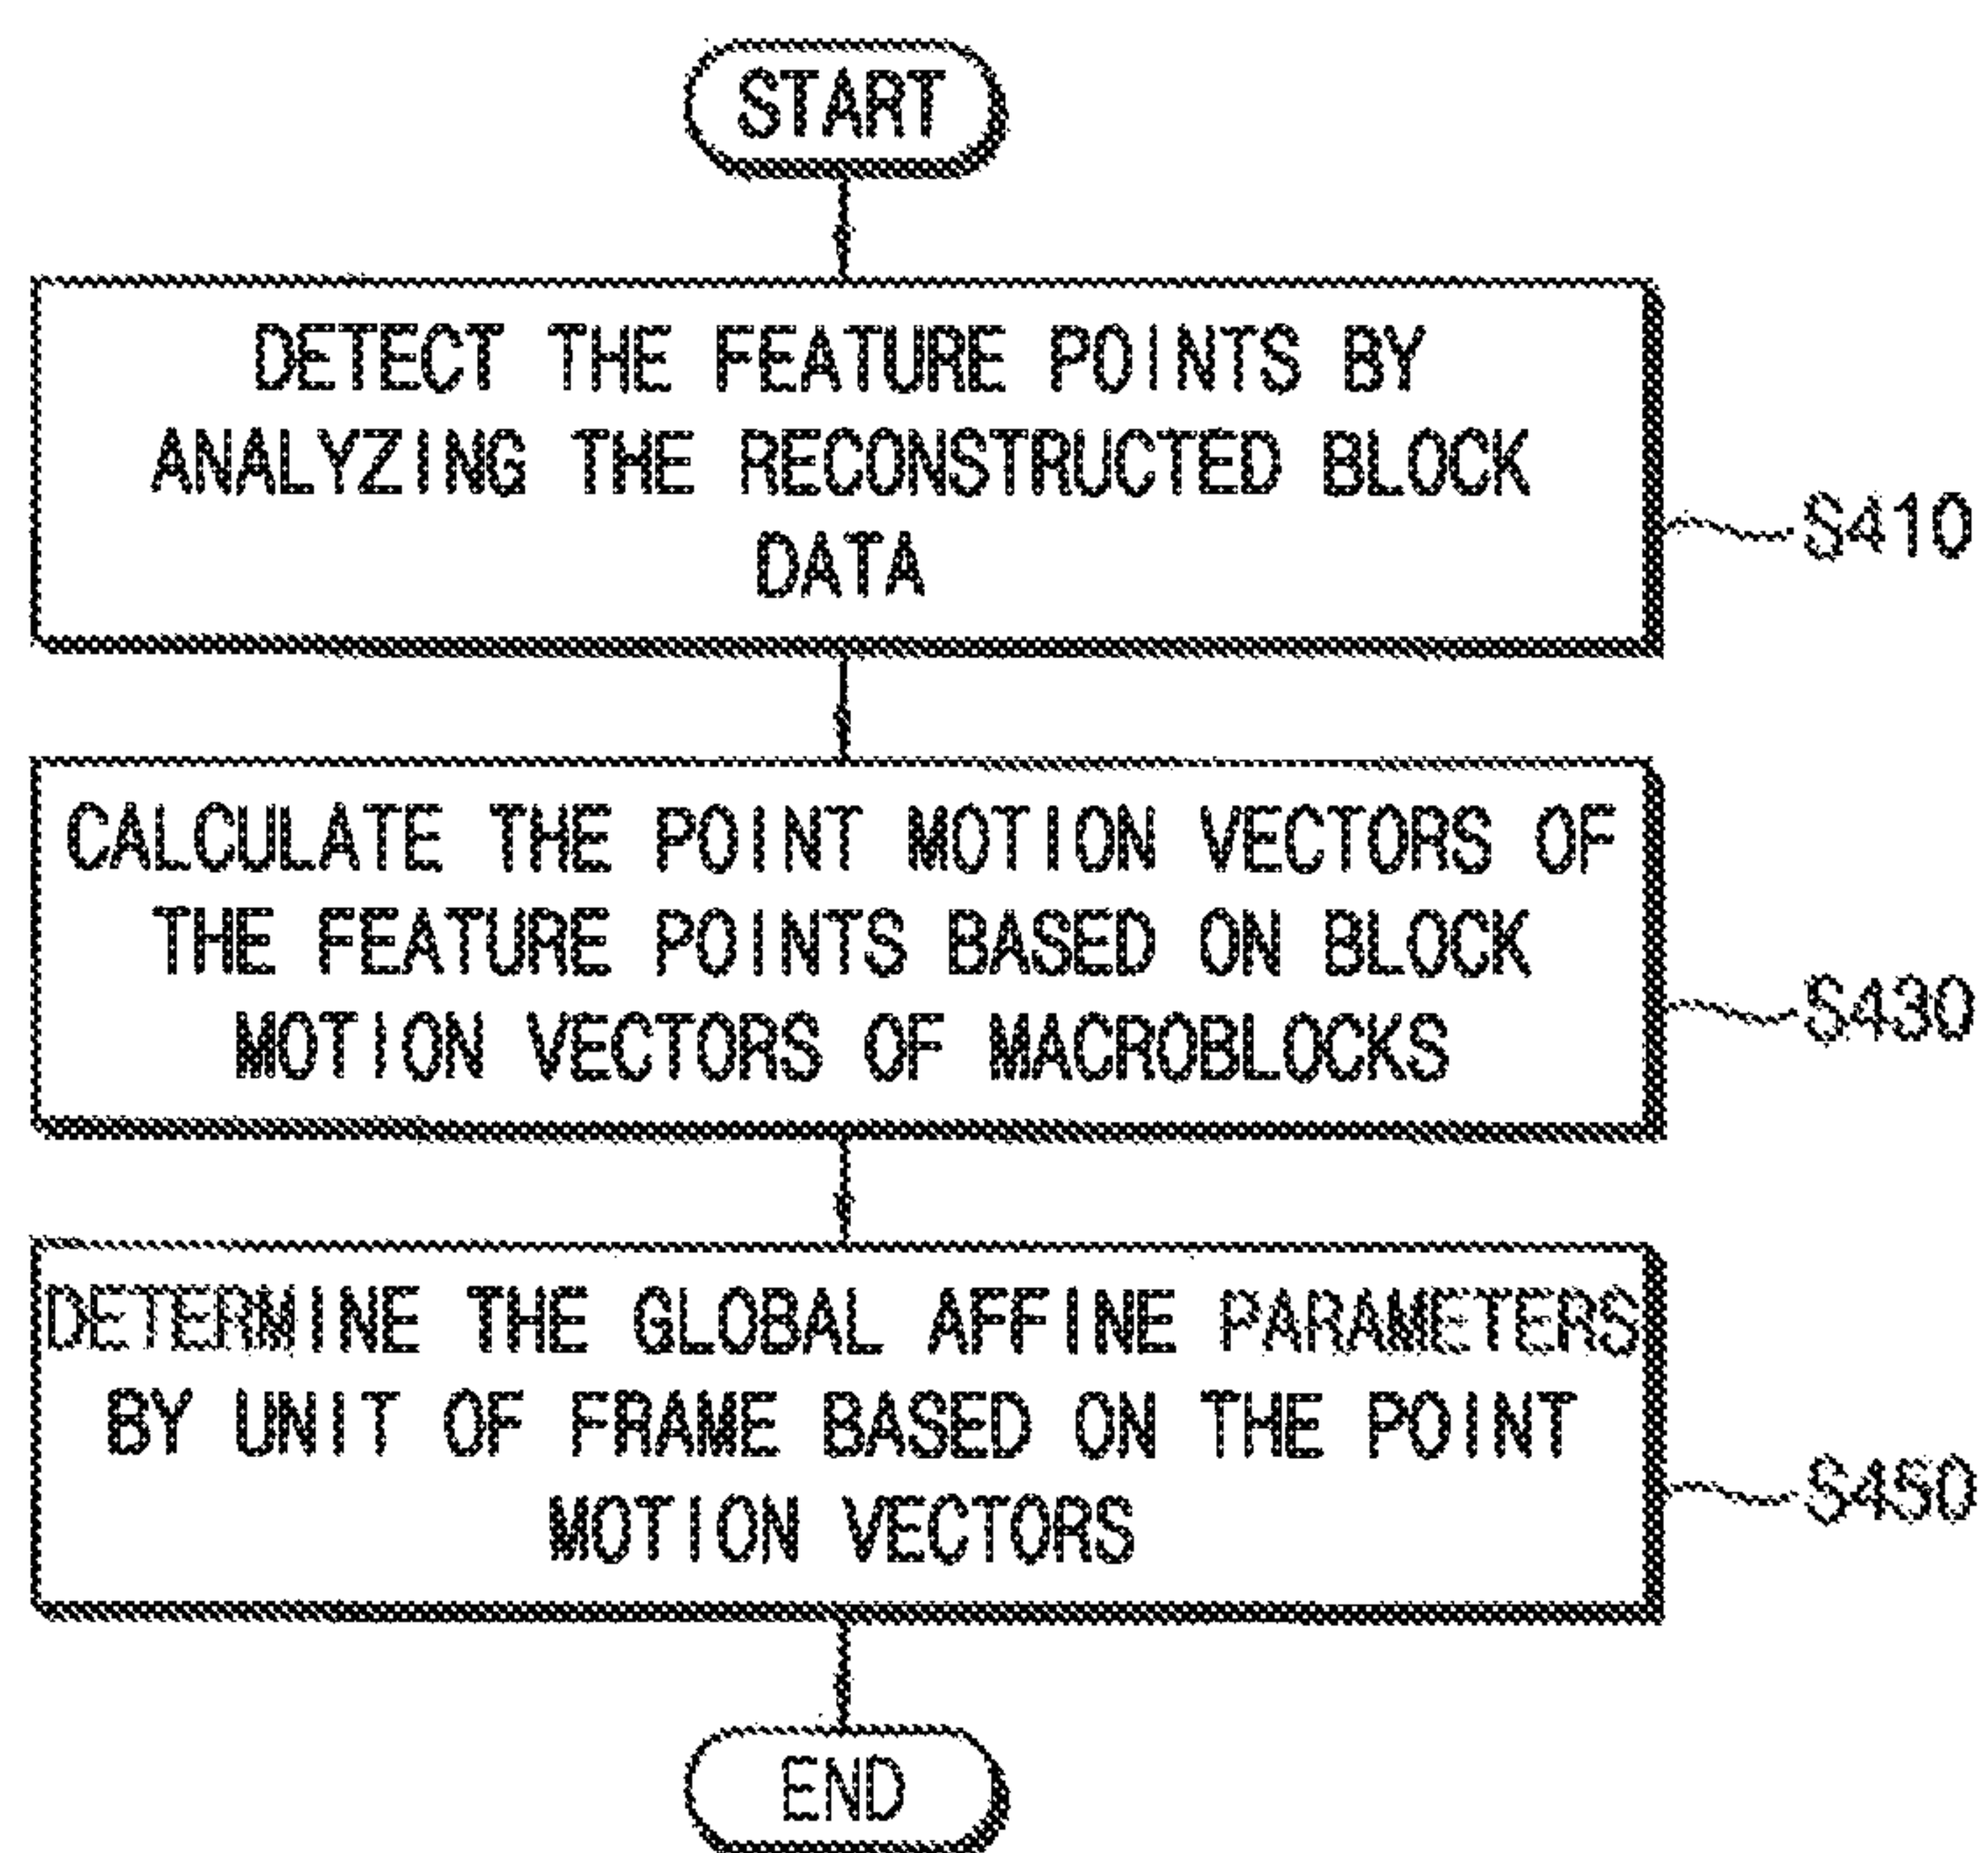 START
DETECT THE FEATURE POINTS BY
ANALYZING THE RECONSTRUCTED BLOCK
DATA
S410
CALCULATE THE POINT MOTION VECTORS OF
THE FEATURE POINTS BASED ON BLOCK
MOTION VECTORS OF MACROBLOCKS
S430
DETERMINE THE GLOBAL AFFINE PARAMETERS
BY UNIT OF FRAME BASED ON THE POINT
MOTION VECTORS
S450
END